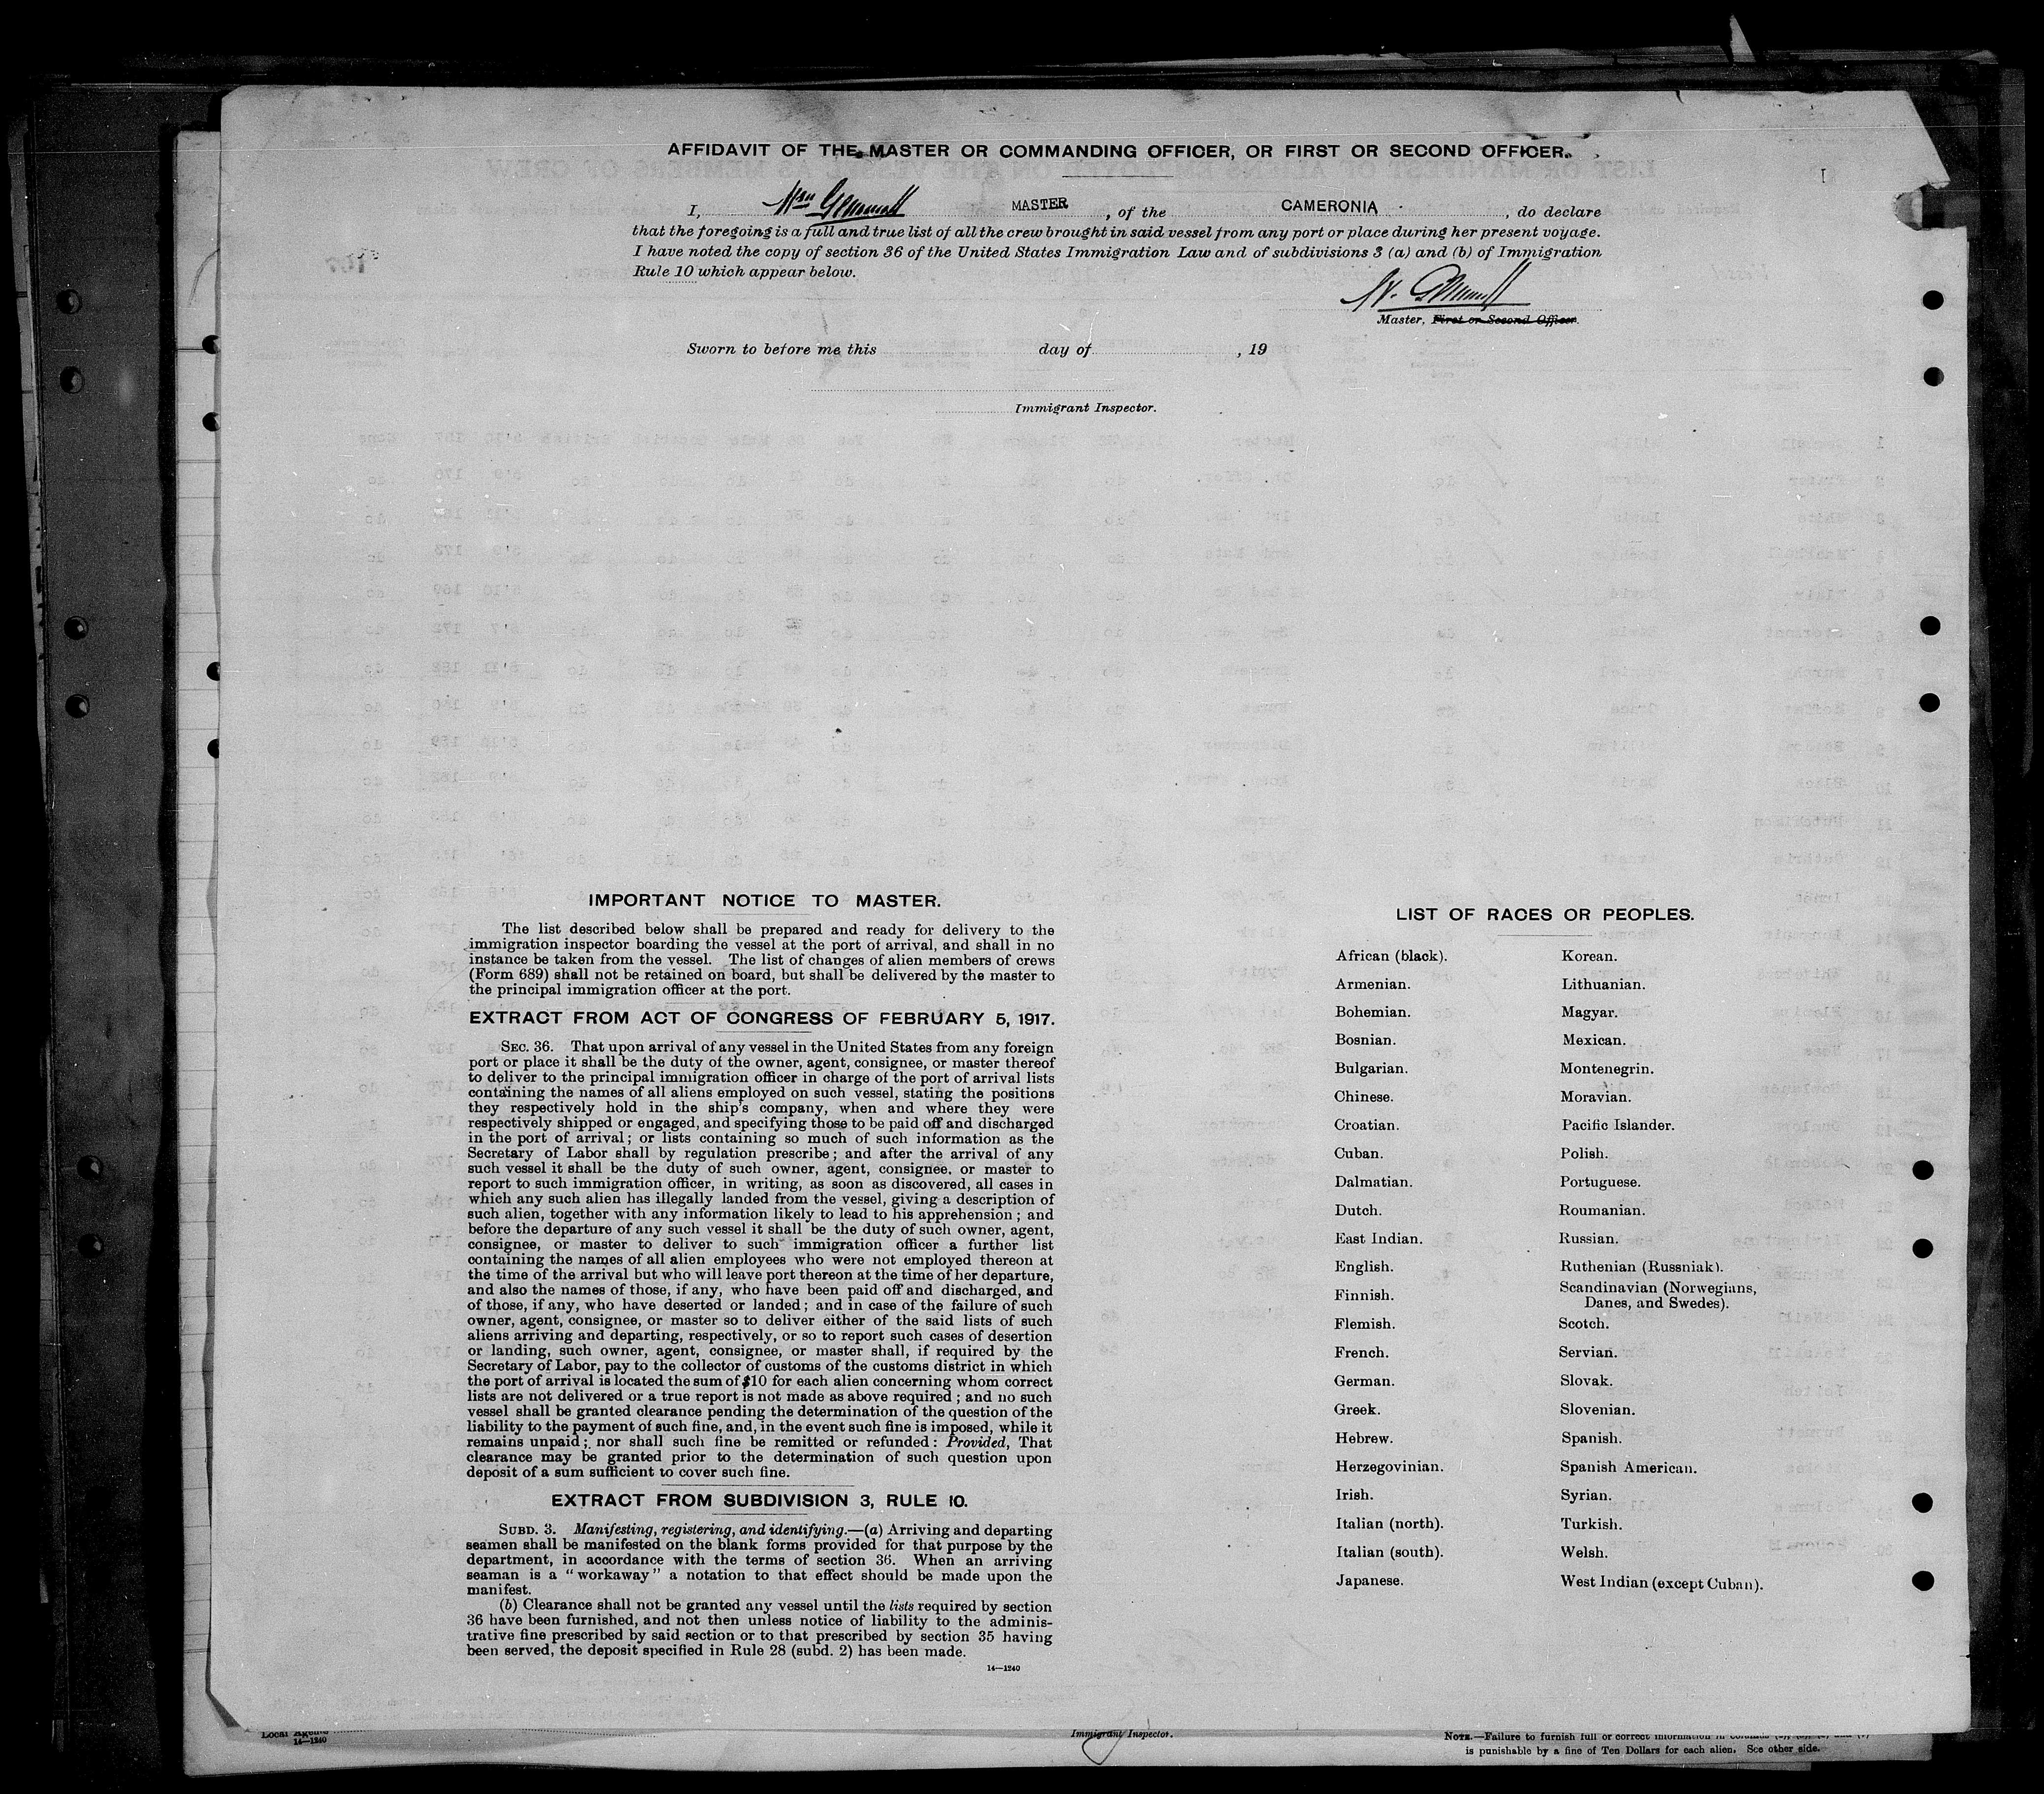 AFFIDAVIT OF THE MASTER OR COMMANDING OFFICER, OR FIRST OR SECOND OFFICER.
I, Wm Gemmell MASTER, of the CAMERONIA, do declare
that the foregoing is a full and true list of all the crew brought in said vessel from any port or place during her present voyage.
I have noted the copy of section 36 of the United States Immigration Law and of subdivisions 3 (a) and (b) of Immigration
Rule 10 which appear below.
W. Gemmell
Master, First or Second Officer.
Sworn to before me this day of , 19
Immigrant Inspector.
IMPORTANT NOTICE TO MASTER.
The list described below shall be prepared and ready for delivery to the
immigration inspector boarding the vessel at the port of arrival, and shall in no
instance be taken from the vessel. The list of changes of alien members of crews
(Form 689) shall not be retained on board, but shall be delivered by the master to
the principal immigration officer at the port.
EXTRACT FROM ACT OF CONGRESS OF FEBRUARY 5, 1917.
SEC. 36. That upon arrival of any vessel in the United States from any foreign
port or place it shall be the duty of the owner, agent, consignee, or master thereof
to deliver to the principal immigration officer in charge of the port of arrival lists
containing the names of all aliens employed on such vessel, stating the positions
they respectively hold in the ship's company, when and where they were
respectively shipped or engaged, and specifying those to be paid off and discharged
in the port of arrival; or lists containing so much of such information as the
Secretary of Labor shall by regulation prescribe; and after the arrival of any
such vessel it shall be the duty of such owner, agent, consignee, or master to
report to such immigration officer, in writing, as soon as discovered, all cases in
which any such alien has illegally landed from the vessel, giving a description of
such alien, together with any information likely to lead to his apprehension; and
before the departure of any such vessel it shall be the duty of such owner, agent,
consignee, or master to deliver to such immigration officer a further list
containing the names of all alien employees who were not employed thereon at
the time of the arrival but who will leave port thereon at the time of her departure,
and also the names of those, if any, who have been paid off and discharged, and
of those, if any, who have deserted or landed; and in case of the failure of such
owner, agent, consignee, or master so to deliver either of the said lists of such
aliens arriving and departing, respectively, or so to report such cases of desertion
or landing, such owner, agent, consignee, or master shall, if required by the
Secretary of Labor, pay to the collector of customs of the customs district in which
the port of arrival is located the sum of $10 for each alien concerning whom correct
lists are not delivered or a true report is not made as above required; and no such
vessel shall be granted clearance pending the determination of the question of the
liability to the payment of such fine, and, in the event such fine is imposed, while it
remains unpaid; nor shall such fine be remitted or refunded: Provided, That
clearance may be granted prior to the determination of such question upon
deposit of a sum sufficient to cover such fine.
EXTRACT FROM SUBDIVISION 3, RULE 10.
SUBD. 3. Manifesting, registering, and identifying.—(a) Arriving and departing
seamen shall be manifested on the blank forms provided for that purpose by the
department, in accordance with the terms of section 36. When an arriving
seaman is a "workaway" a notation to that effect should be made upon the
manifest.
(b) Clearance shall not be granted any vessel until the lists required by section
36 have been furnished, and not then unless notice of liability to the adminis-
trative fine prescribed by said section or to that prescribed by section 35 having
been served, the deposit specified in Rule 28 (subd. 2) has been made.
14—1240
LIST OF RACES OR PEOPLES.
African (black).
Armenian.
Bohemian.
Bosnian.
Bulgarian.
Chinese.
Croatian.
Cuban.
Dalmatian.
Dutch.
East Indian.
English.
Finnish.
Flemish.
French.
German.
Greek.
Hebrew.
Herzegovinian.
Irish.
Italian (north).
Italian (south).
Japanese.
Korean.
Lithuanian.
Magyar.
Mexican.
Montenegrin.
Moravian.
Pacific Islander.
Polish.
Portuguese.
Roumanian.
Russian.
Ruthenian (Russniak).
Scandinavian (Norwegians,
Danes, and Swedes).
Scotch.
Servian.
Slovak.
Slovenian.
Spanish.
Spanish American.
Syrian.
Turkish.
Welsh.
West Indian (except Cuban).
Local Agents
14—1240
Immigrant Inspector.
NOTE.—Failure to furnish full or correct information in columns
is punishable by a fine of Ten Dollars for each alien. See other side.